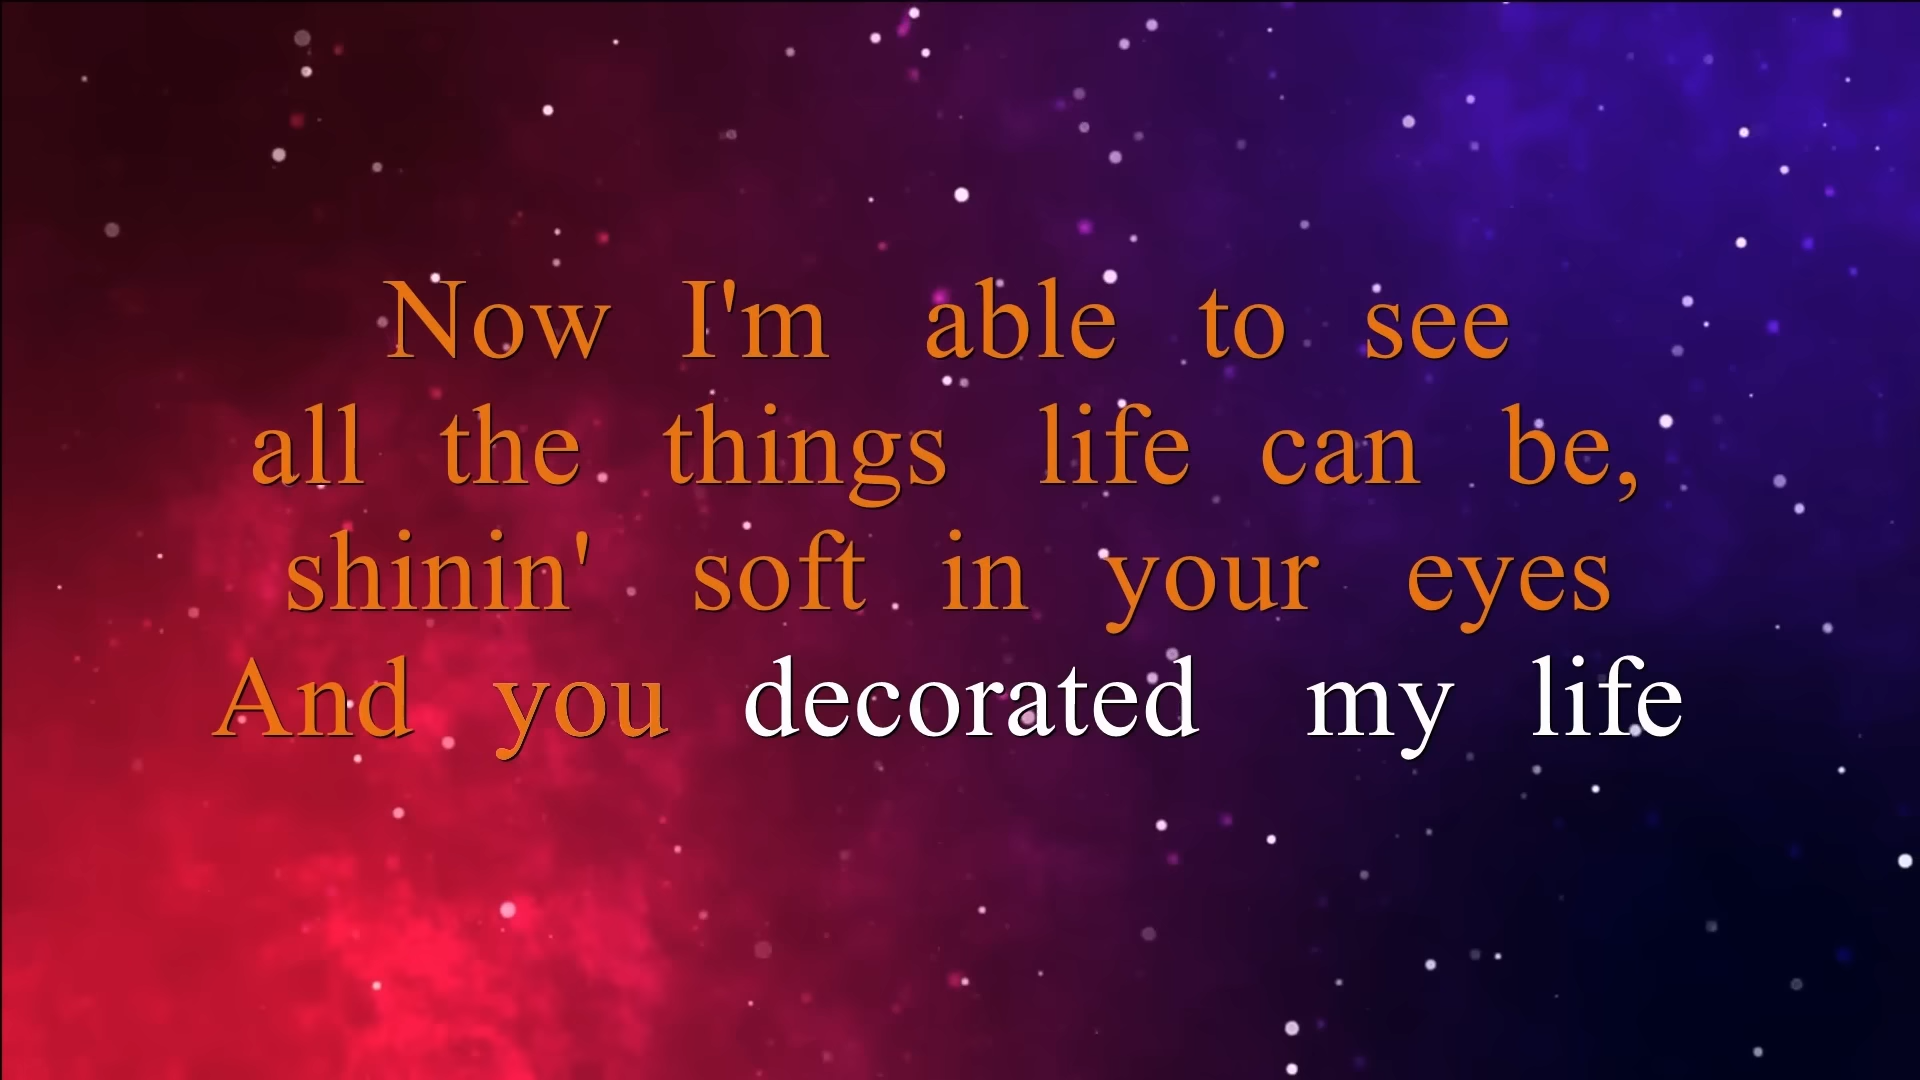 Now I'm able to see
all the things life can be,
shinin' soft in your eyes
And you decorated my life